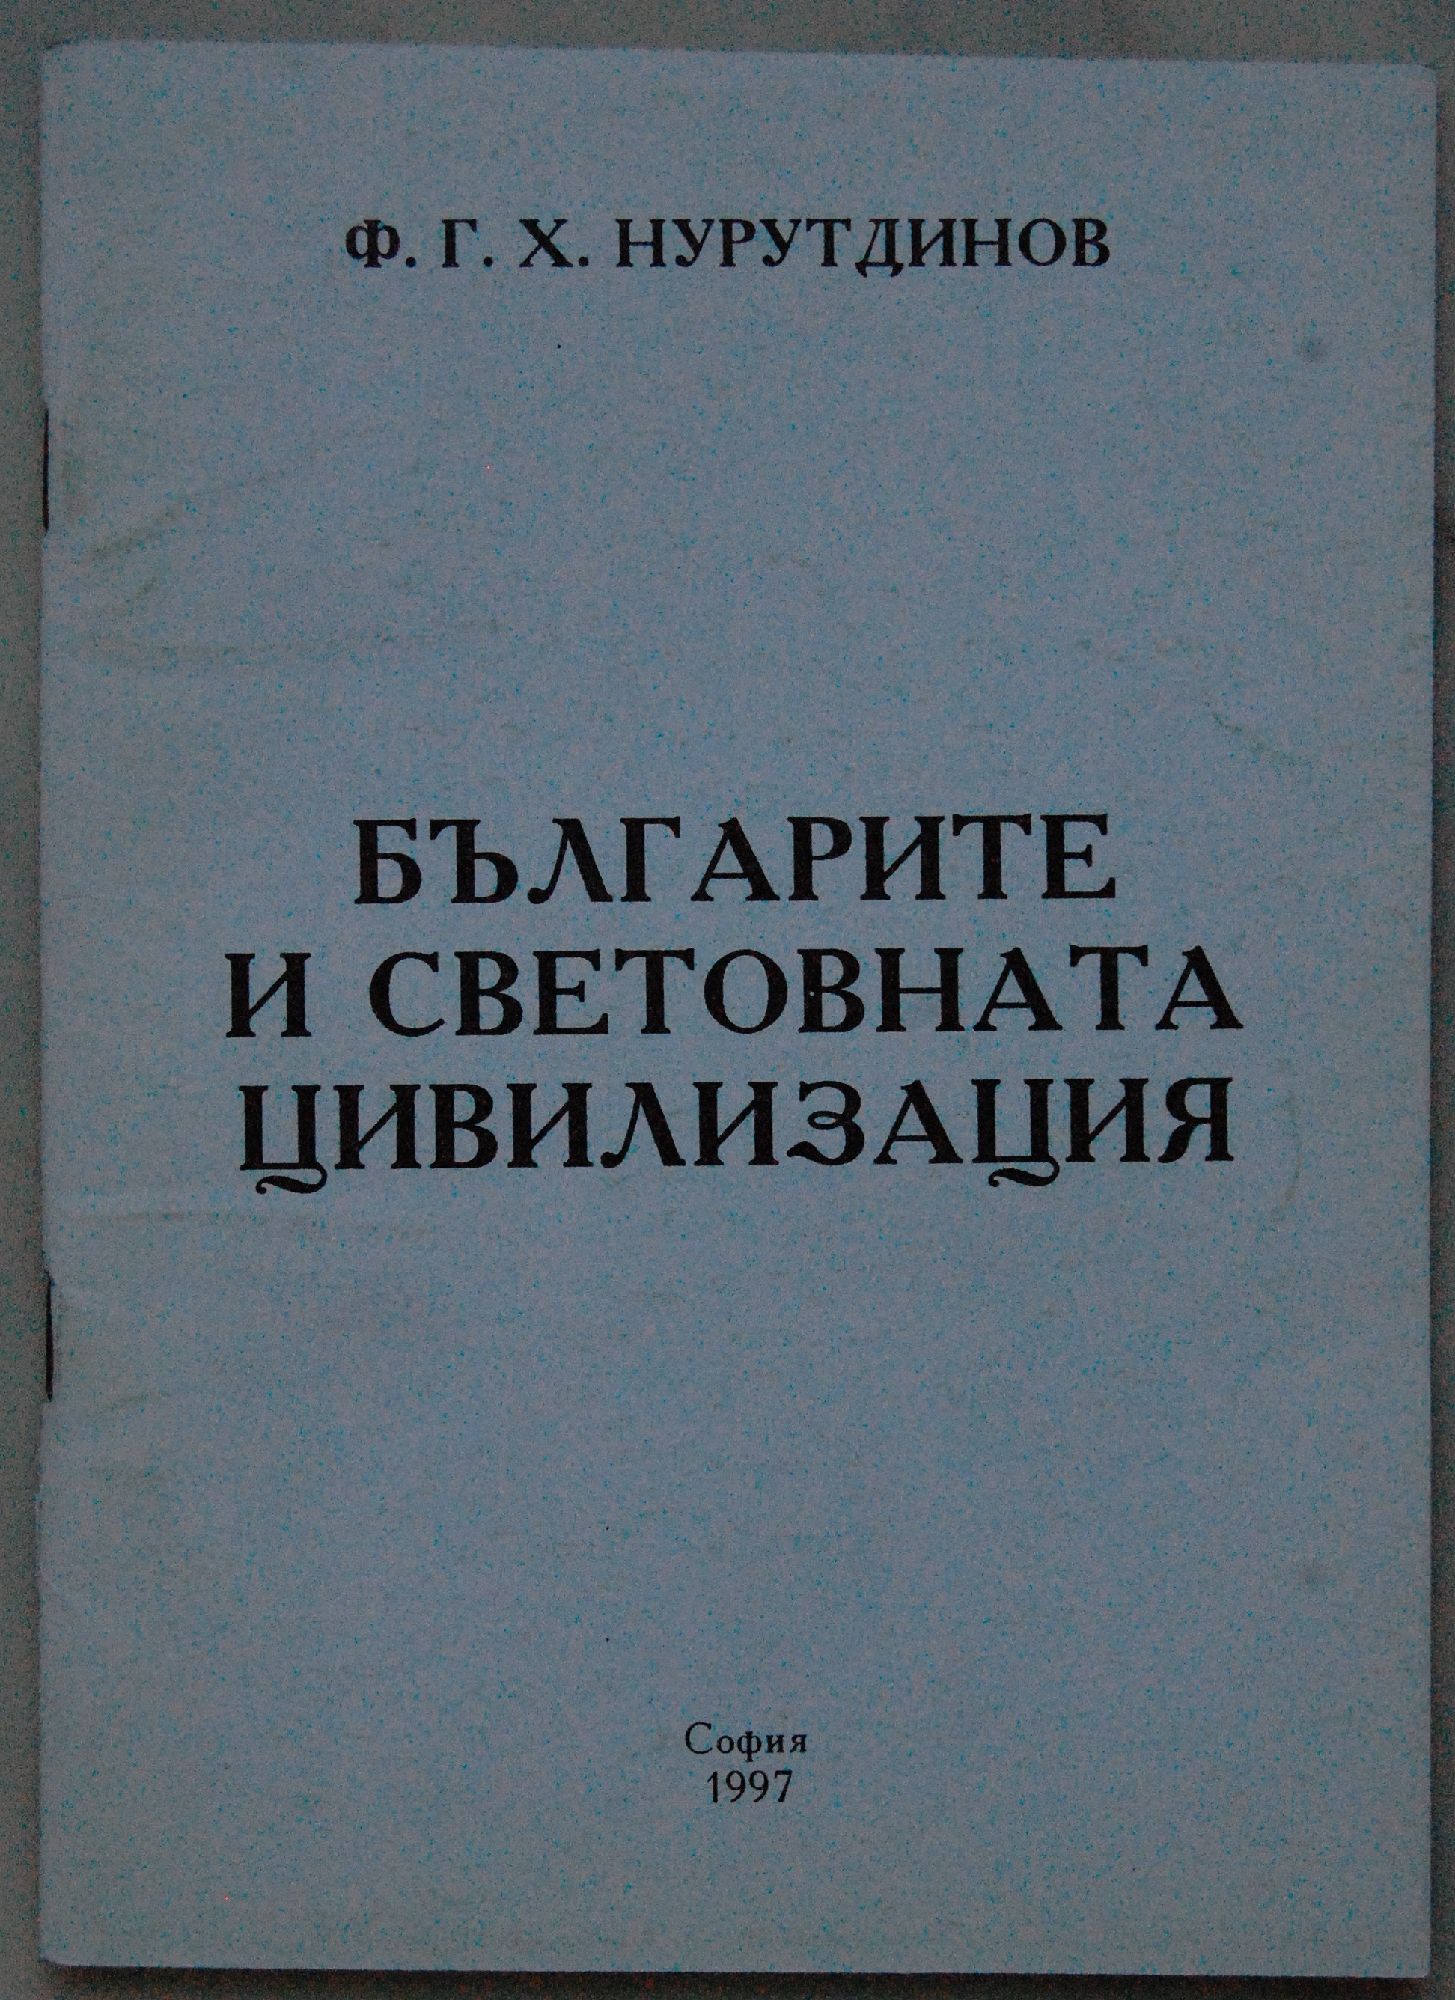 Ф. Г. Х. НУРУТДИНОВ
БЪЛГАРИТЕ
И СВЕТОВНАТА
ЦИВИЛИЗАЦИЯ
София
1997